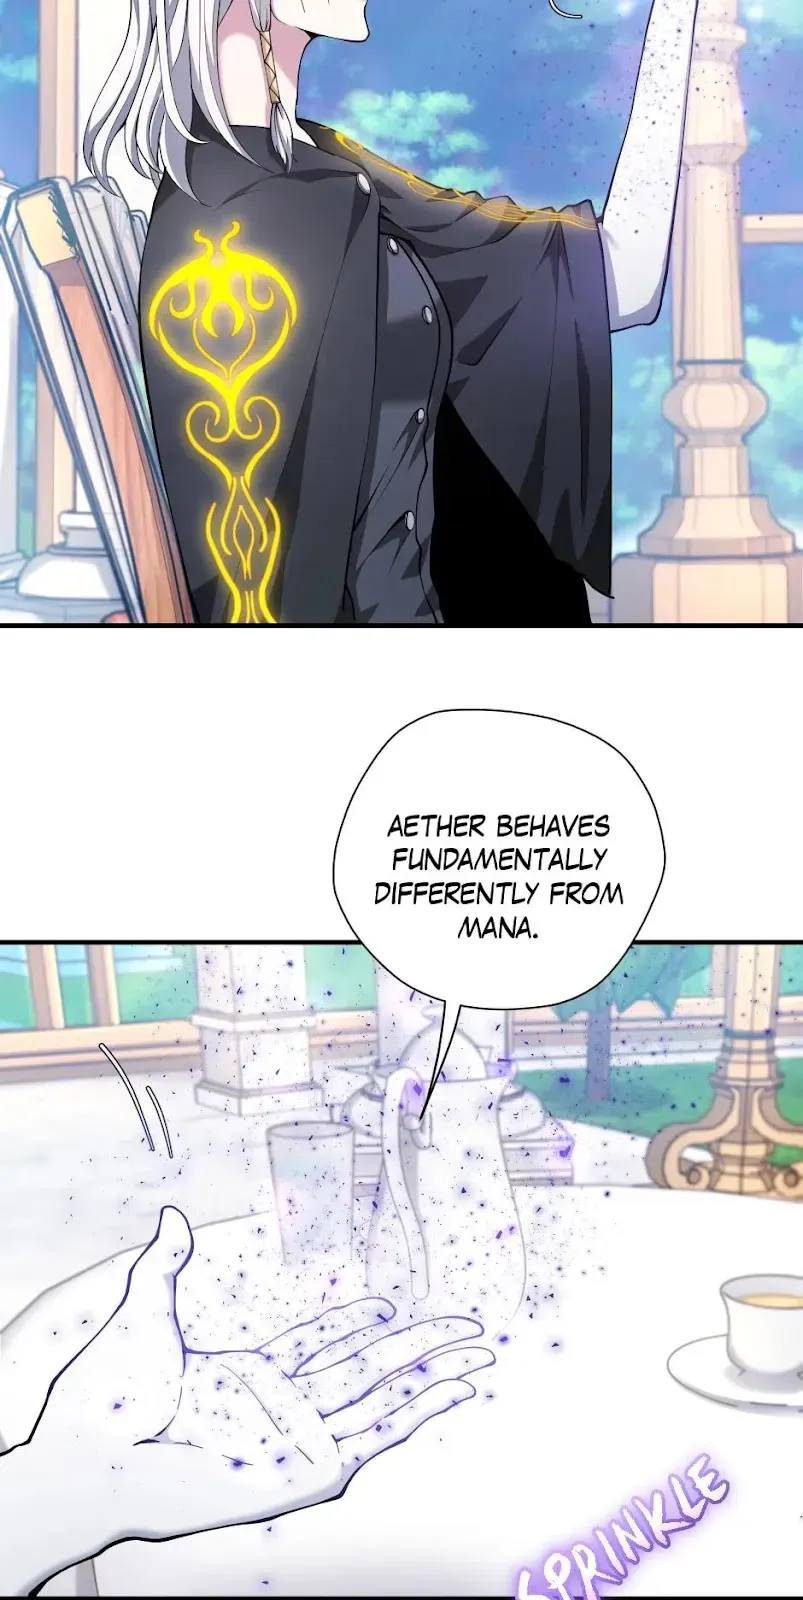 AETHER BEHAVES
FUNDAMENTALLY
DIFFERENTLY FROM
MANA.
SPRINKLE